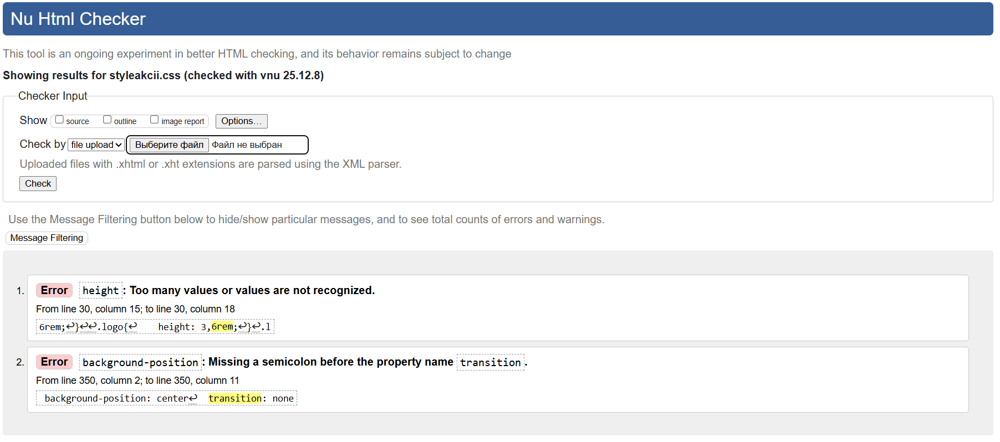 Nu Html Checker
This tool is an ongoing experiment in better HTML checking, and its behavior remains subject to change
Showing results for styleakcii.css (checked with vnu 25.12.8)
Checker Input
Show source outline image report Options...
Check by file upload Выберите файл Файл не выбран
Uploaded files with .xhtml or .xht extensions are parsed using the XML parser.
Check
Use the Message Filtering button below to hide/show particular messages, and to see total counts of errors and warnings.
Message Filtering
1. Error height: Too many values or values are not recognized.
From line 30, column 15; to line 30, column 18
6rem;↩}↩↩.logo{↩    height: 3,6rem;↩}↩.l
2. Error background-position: Missing a semicolon before the property name transition.
From line 350, column 2; to line 350, column 11
background-position: center↩  transition: none